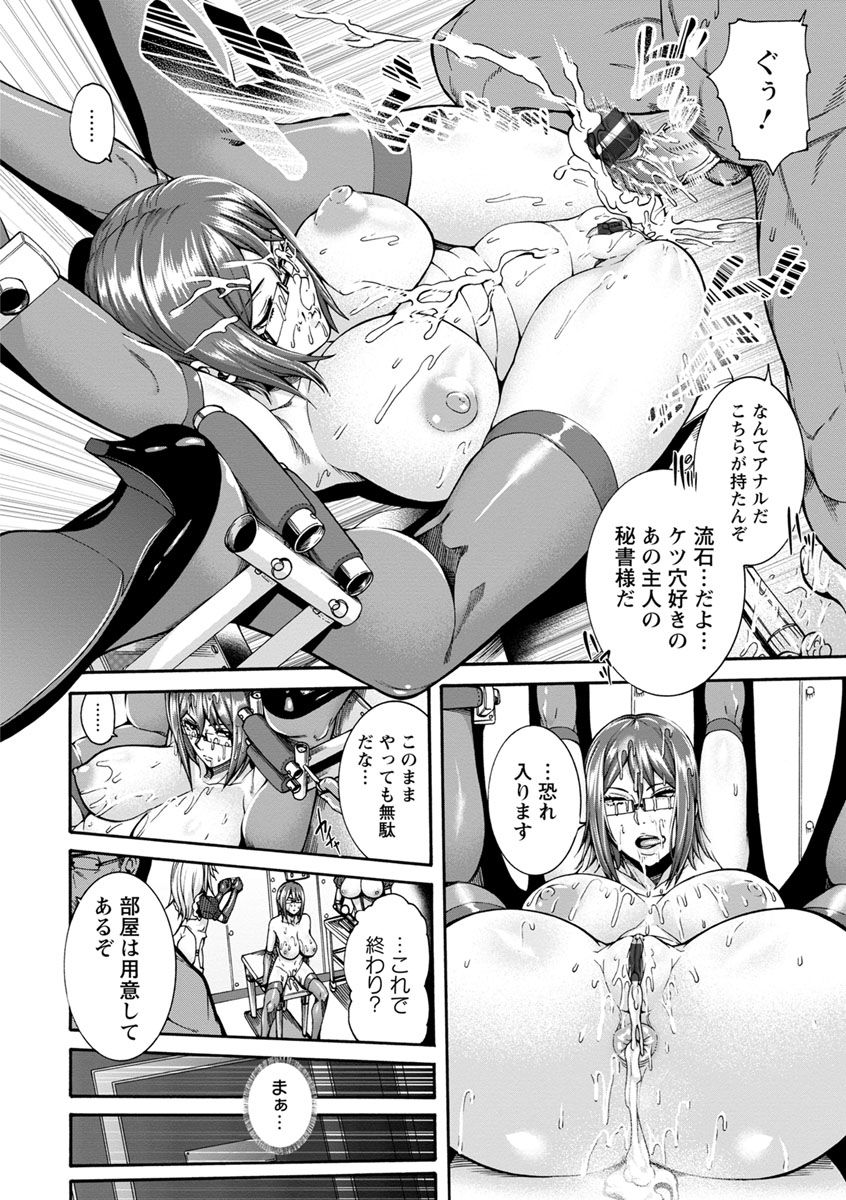 ぐぅ！
……
なんてアナルだ
こちらが持たんぞ
流石…だよ…
ケツ穴好きの
あの主人の
秘書様だ
…恐れ
入ります
このまま
やっても無駄
だな…
……
…これで
終わり？
部屋は用意して
あるぞ
まぁ…